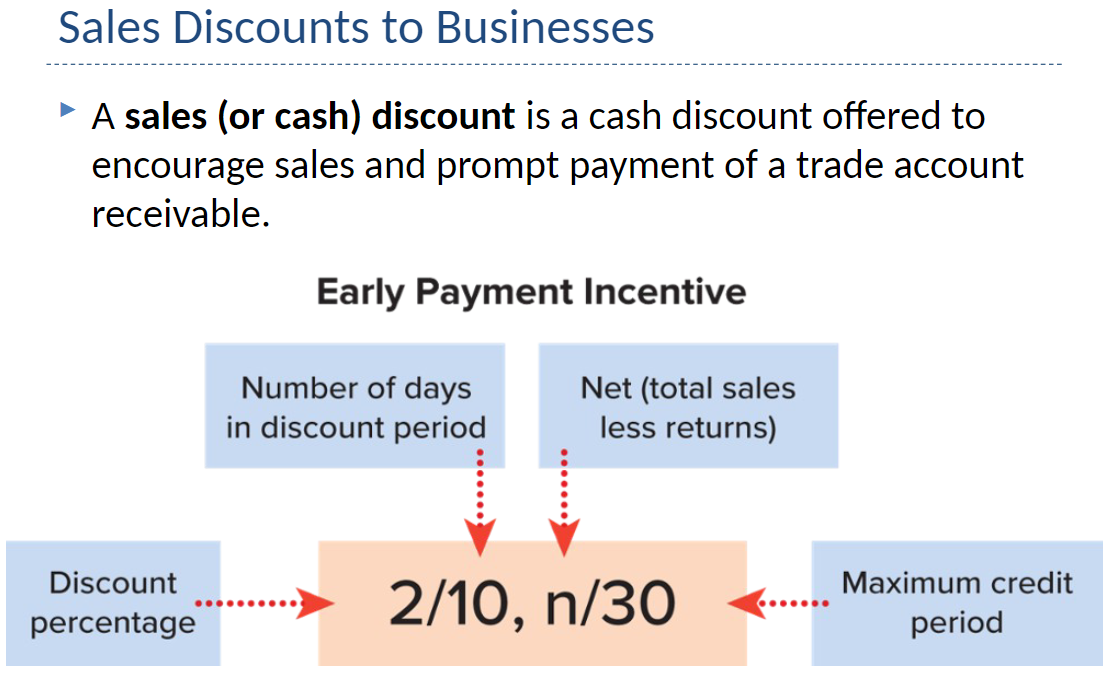 Sales Discounts to Businesses
A sales (or cash) discount is a cash discount offered to
encourage sales and prompt payment of a trade account
receivable.
Early Payment Incentive
Number of days
in discount period
Net (total sales
less returns)
Discount
percentage
2/10, n/30
Maximum credit
period